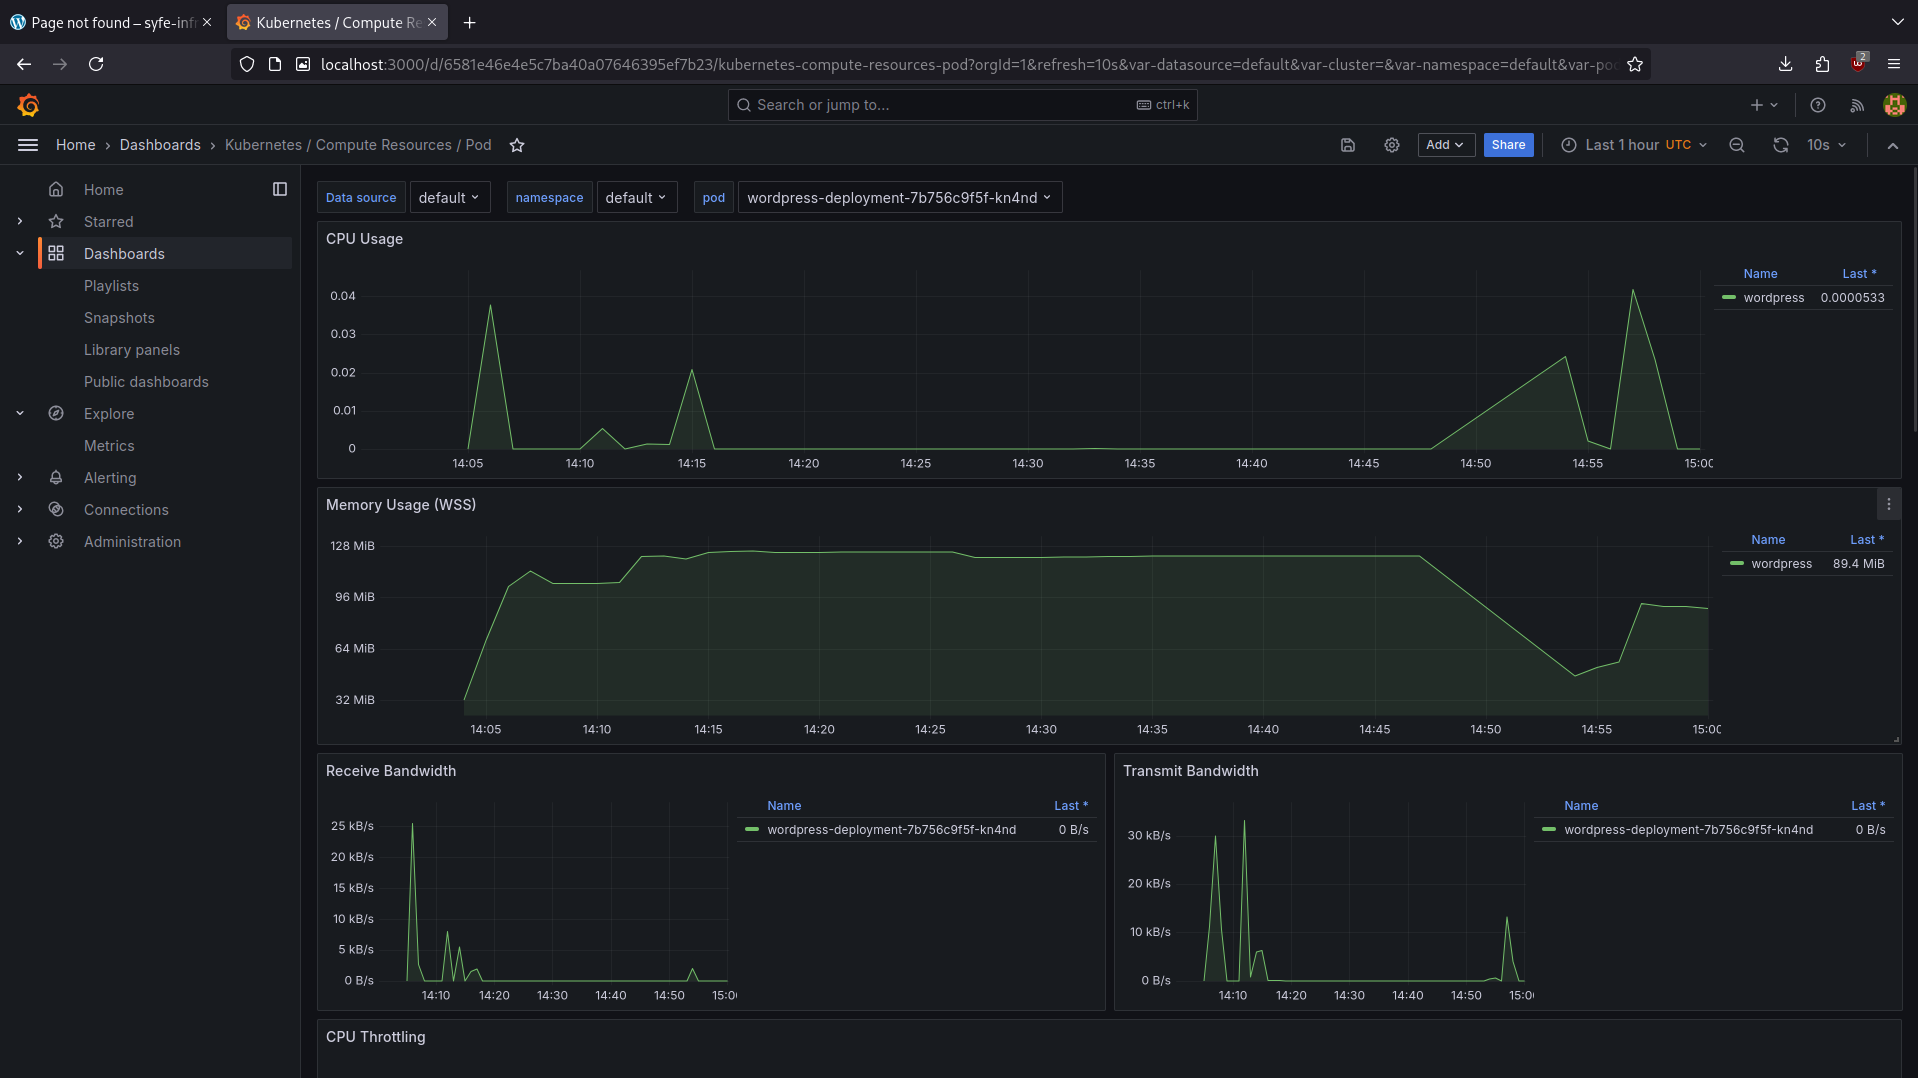 Page not found – syfe-infr
Kubernetes / Compute Re
localhost:3000/d/6581e46e4e5c7ba40a07646395ef7b23/kubernetes-compute-resources-pod?orgId=1&refresh=10s&var-datasource=default&var-cluster=&var-namespace=default&var-po
2
Search or jump to...
ctrl+k
Home › Dashboards › Kubernetes / Compute Resources / Pod
Add
Share
Last 1 hour UTC
10s
Home
Starred
Dashboards
Playlists
Snapshots
Library panels
Public dashboards
Explore
Metrics
Alerting
Connections
Administration
Data source default namespace default pod wordpress-deployment-7b756c9f5f-kn4nd
CPU Usage
0.04
0.03
0.02
0.01
0
14:05 14:10 14:15 14:20 14:25 14:30 14:35 14:40 14:45 14:50 14:55 15:00
Name Last *
wordpress 0.0000533
Memory Usage (WSS)
128 MiB
96 MiB
64 MiB
32 MiB
14:05 14:10 14:15 14:20 14:25 14:30 14:35 14:40 14:45 14:50 14:55 15:00
Name Last *
wordpress 89.4 MiB
Receive Bandwidth
25 kB/s
20 kB/s
15 kB/s
10 kB/s
5 kB/s
0 B/s
14:10 14:20 14:30 14:40 14:50 15:00
Name Last *
wordpress-deployment-7b756c9f5f-kn4nd 0 B/s
Transmit Bandwidth
30 kB/s
20 kB/s
10 kB/s
0 B/s
14:10 14:20 14:30 14:40 14:50 15:00
Name Last *
wordpress-deployment-7b756c9f5f-kn4nd 0 B/s
CPU Throttling